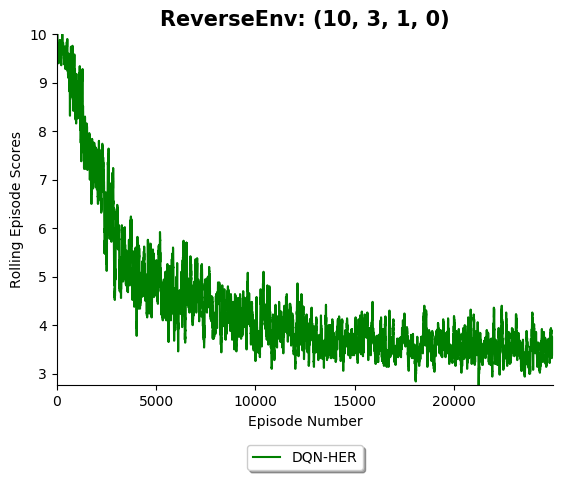 ReverseEnv: (10, 3, 1, 0)
Rolling Episode Scores
10
9
8
7
6
5
4
3
0 5000 10000 15000 20000
Episode Number
DQN-HER